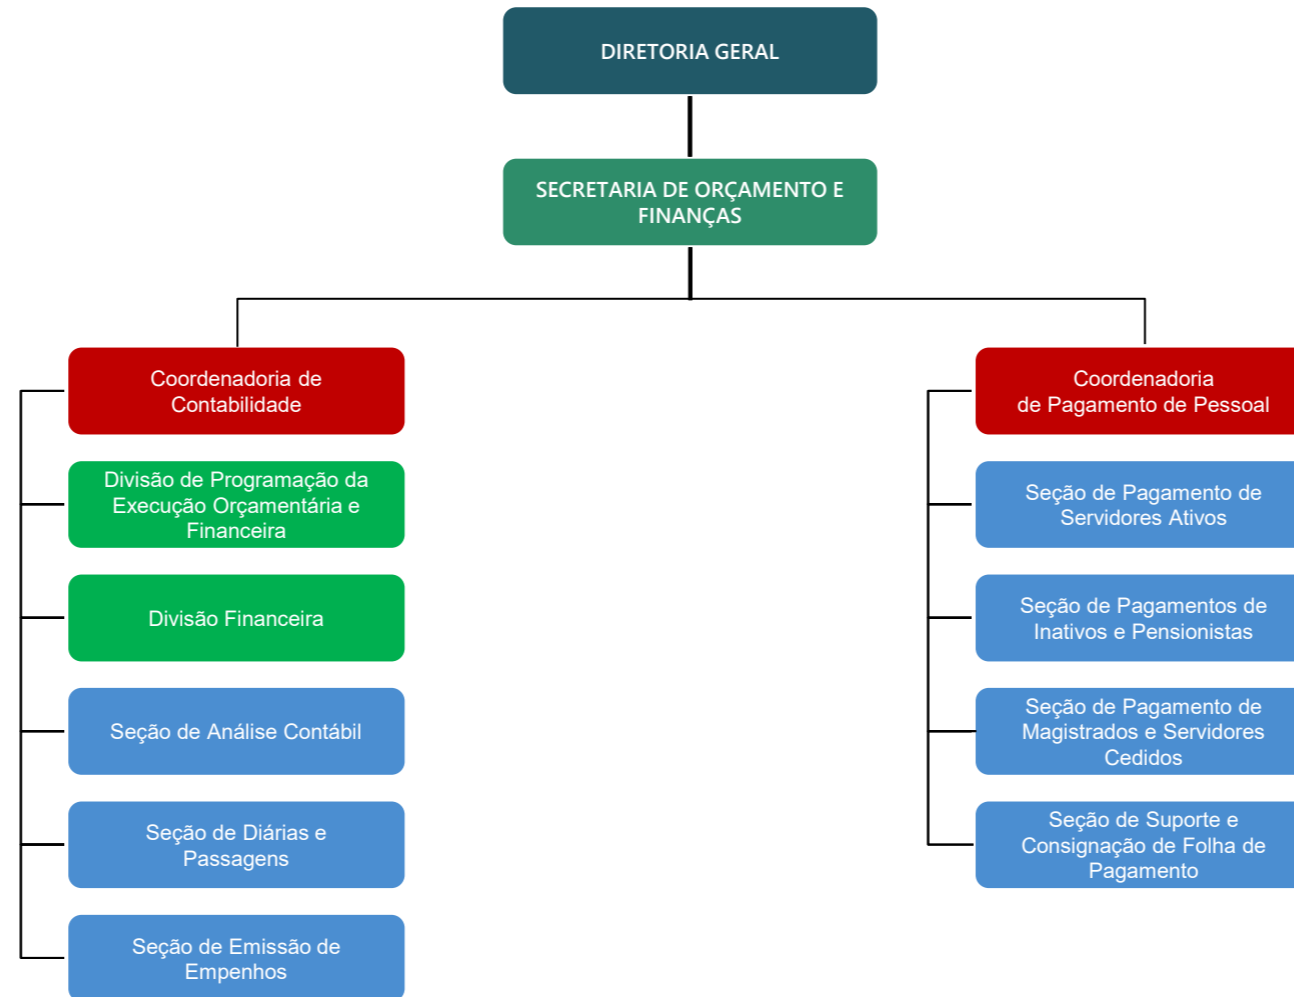 DIRETORIA GERAL
SECRETARIA DE ORÇAMENTO E
FINANÇAS
Coordenadoria de
Contabilidade
Divisão de Programação da
Execução Orçamentária e
Financeira
Divisão Financeira
Seção de Análise Contábil
Seção de Diárias e
Passagens
Seção de Emissão de
Empenhos
Coordenadoria
de Pagamento de Pessoal
Seção de Pagamento de
Servidores Ativos
Seção de Pagamentos de
Inativos e Pensionistas
Seção de Pagamento de
Magistrados e Servidores
Cedidos
Seção de Suporte e
Consignação de Folha de
Pagamento